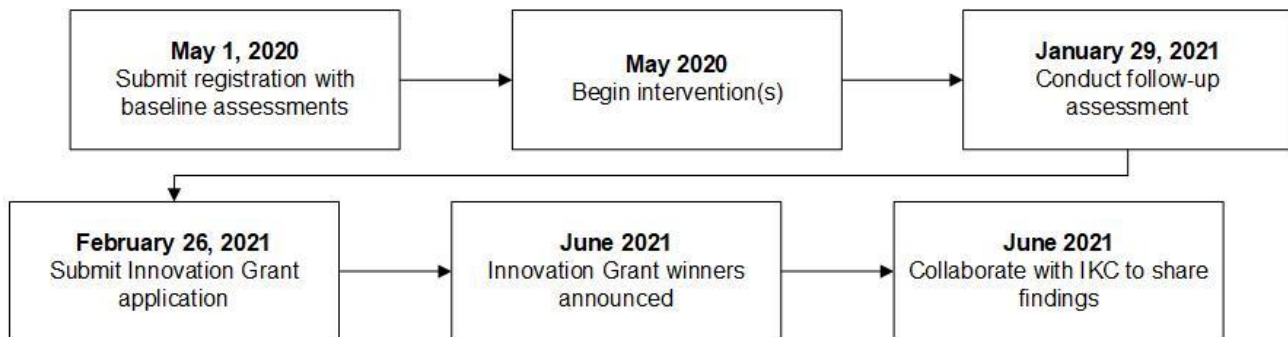 May 1, 2020
Submit registration with
baseline assessments
May 2020
Begin intervention(s)
January 29, 2021
Conduct follow-up
assessment
February 26, 2021
Submit Innovation Grant
application
June 2021
Innovation Grant winners
announced
June 2021
Collaborate with IKC to share
findings